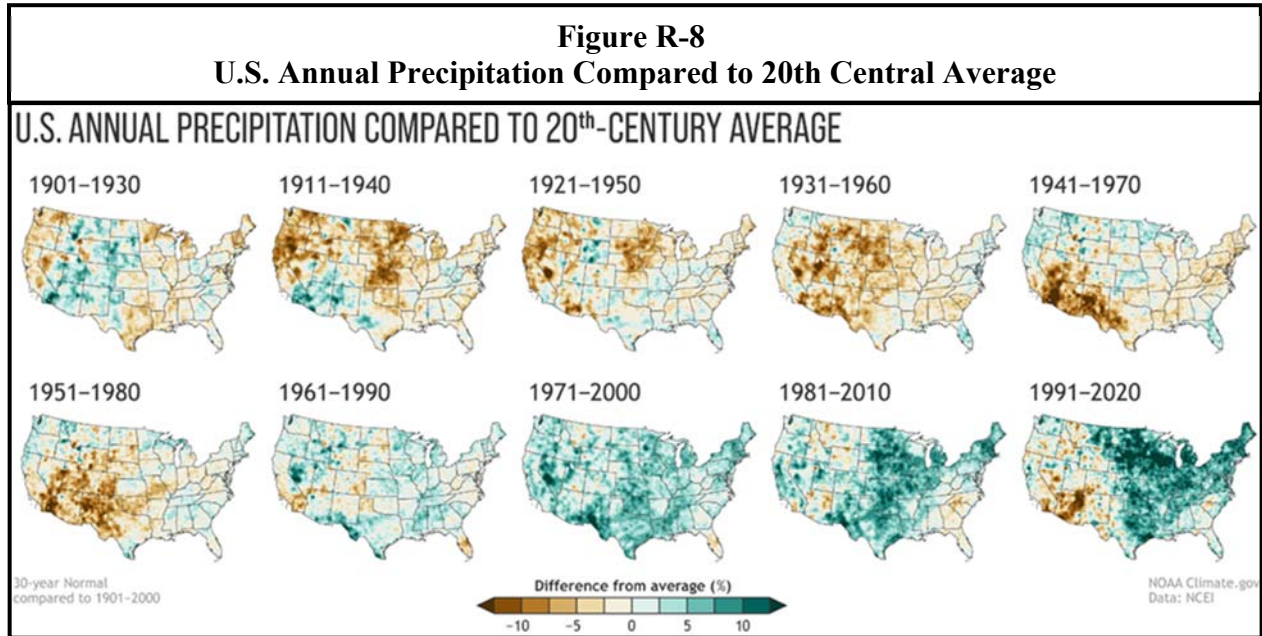 Figure R-8
U.S. Annual Precipitation Compared to 20th Central Average
U.S. ANNUAL PRECIPITATION COMPARED TO 20th-CENTURY AVERAGE
1901–1930
1911–1940
1921–1950
1931–1960
1941–1970
1951–1980
1961–1990
1971–2000
1981–2010
1991–2020
30-year Normal
compared to 1901–2000
Difference from average (%)
-10 -5 0 5 10
NOAA Climate.gov
Data: NCEI